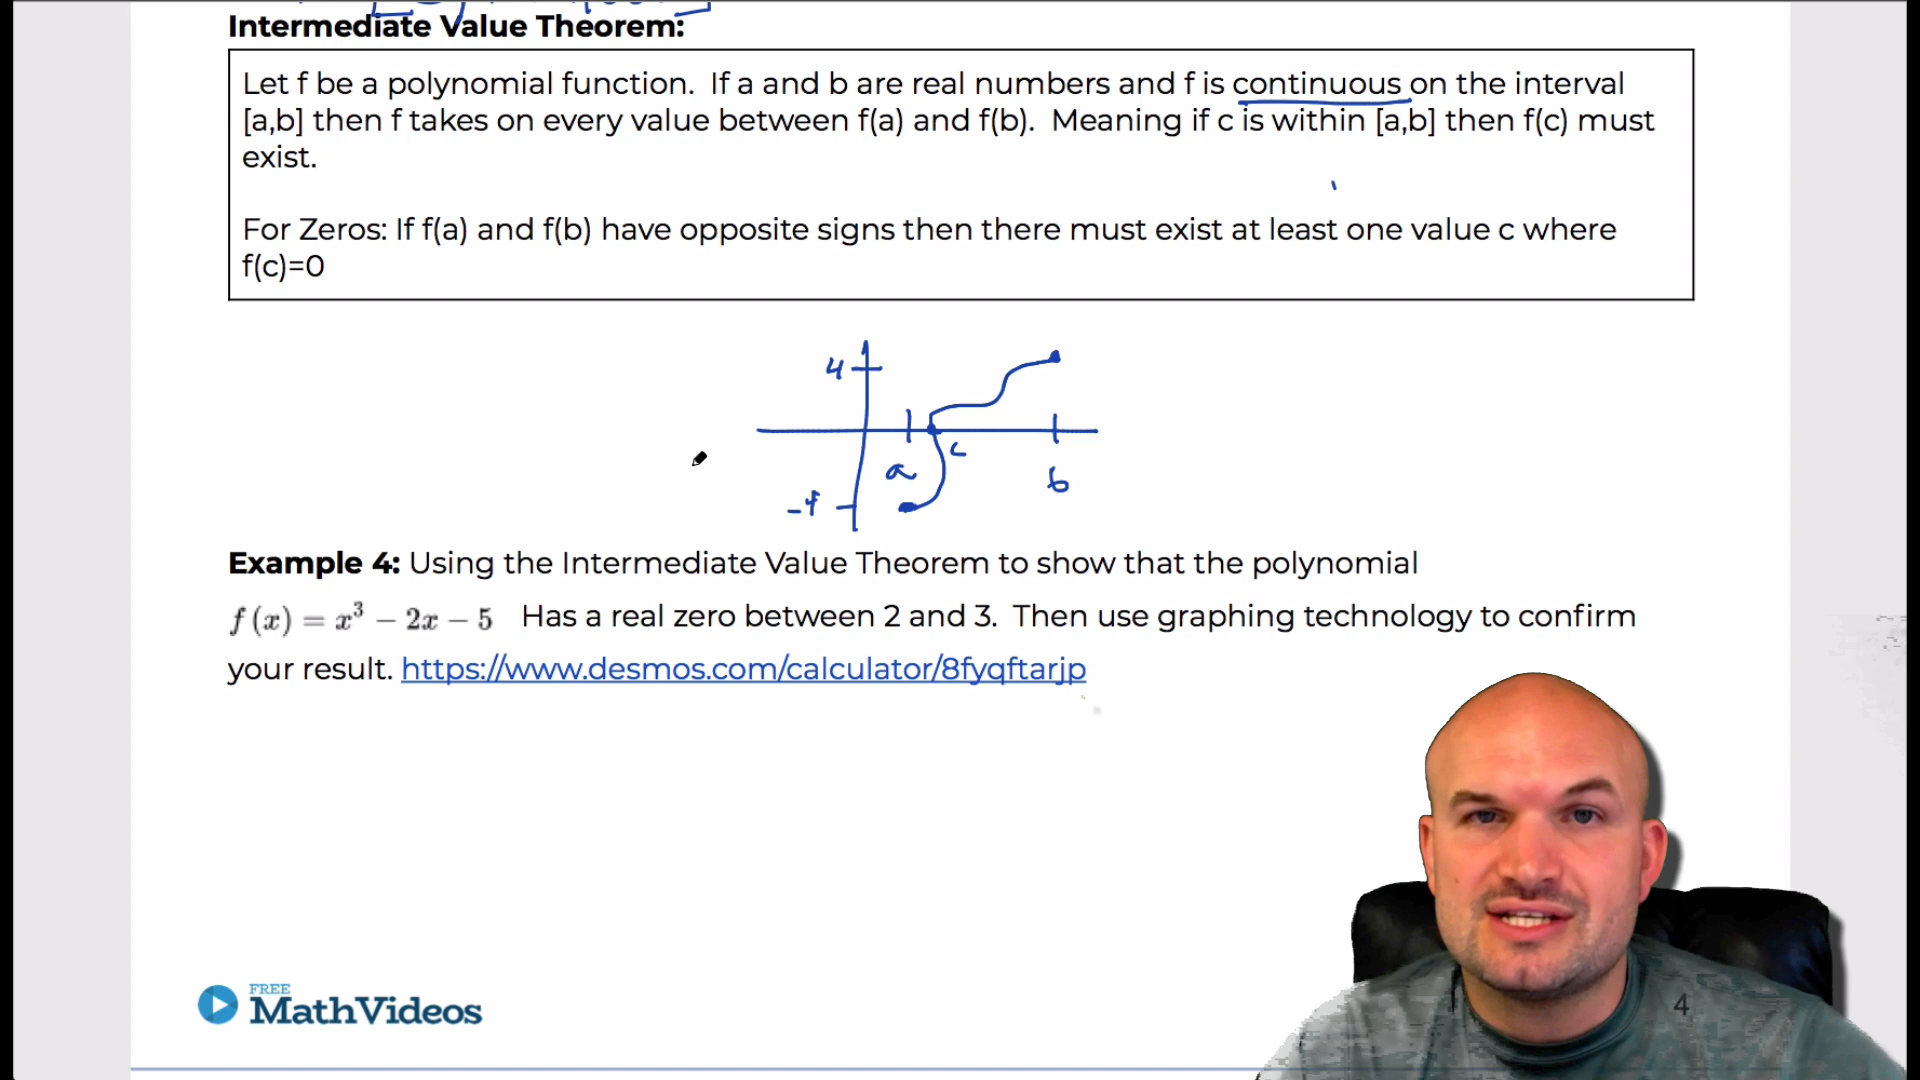 Intermediate Value Theorem:
Let f be a polynomial function. If a and b are real numbers and f is continuous on the interval
[a,b] then f takes on every value between f(a) and f(b). Meaning if c is within [a,b] then f(c) must
exist.
For Zeros: If f(a) and f(b) have opposite signs then there must exist at least one value c where
f(c)=0
4
c
a
b
-4
Example 4: Using the Intermediate Value Theorem to show that the polynomial
f(x) = x³ − 2x − 5 Has a real zero between 2 and 3. Then use graphing technology to confirm
your result. https://www.desmos.com/calculator/8fyqftarjp
FREE
MathVideos
4